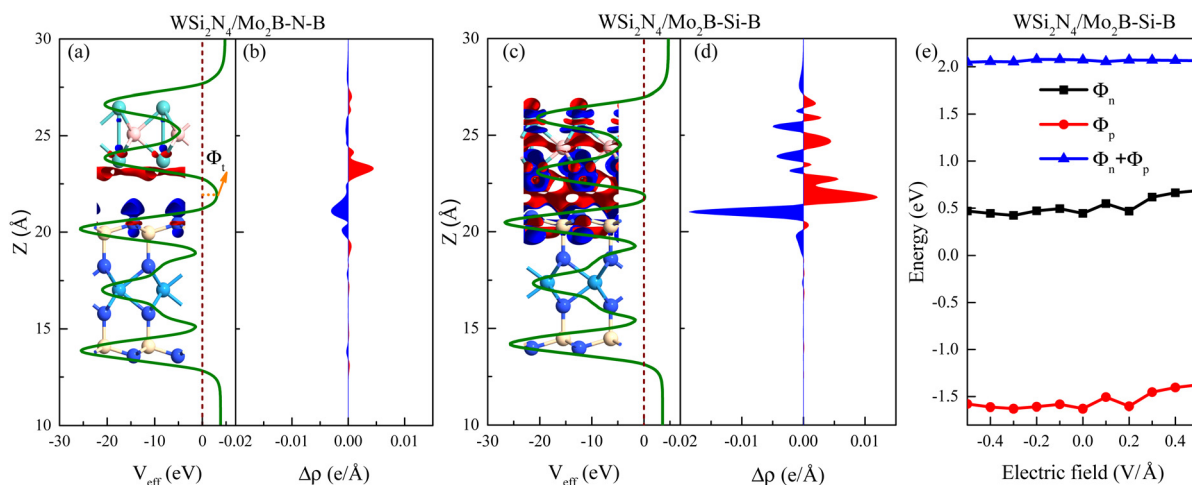 WSi₂N₄/Mo₂B-N-B
WSi₂N₄/Mo₂B-Si-B
WSi₂N₄/Mo₂B-Si-B
(a)
(b)
(c)
(d)
(e)
30
25
20
15
10
Z (Å)
Φt
-30
-20
-10
0
-0.02
0.00
0.01
Veff (eV)
Δρ (e/Å)
30
25
20
15
10
Z (Å)
-30
-20
-10
0
-0.02
0.00
0.01
Veff (eV)
Δρ (e/Å)
2.0
1.5
1.0
0.5
0.0
-0.5
-1.0
-1.5
Energy (eV)
Φn
Φp
Φn+Φp
-0.4
-0.2
0.0
0.2
0.4
Electric field (V/Å)